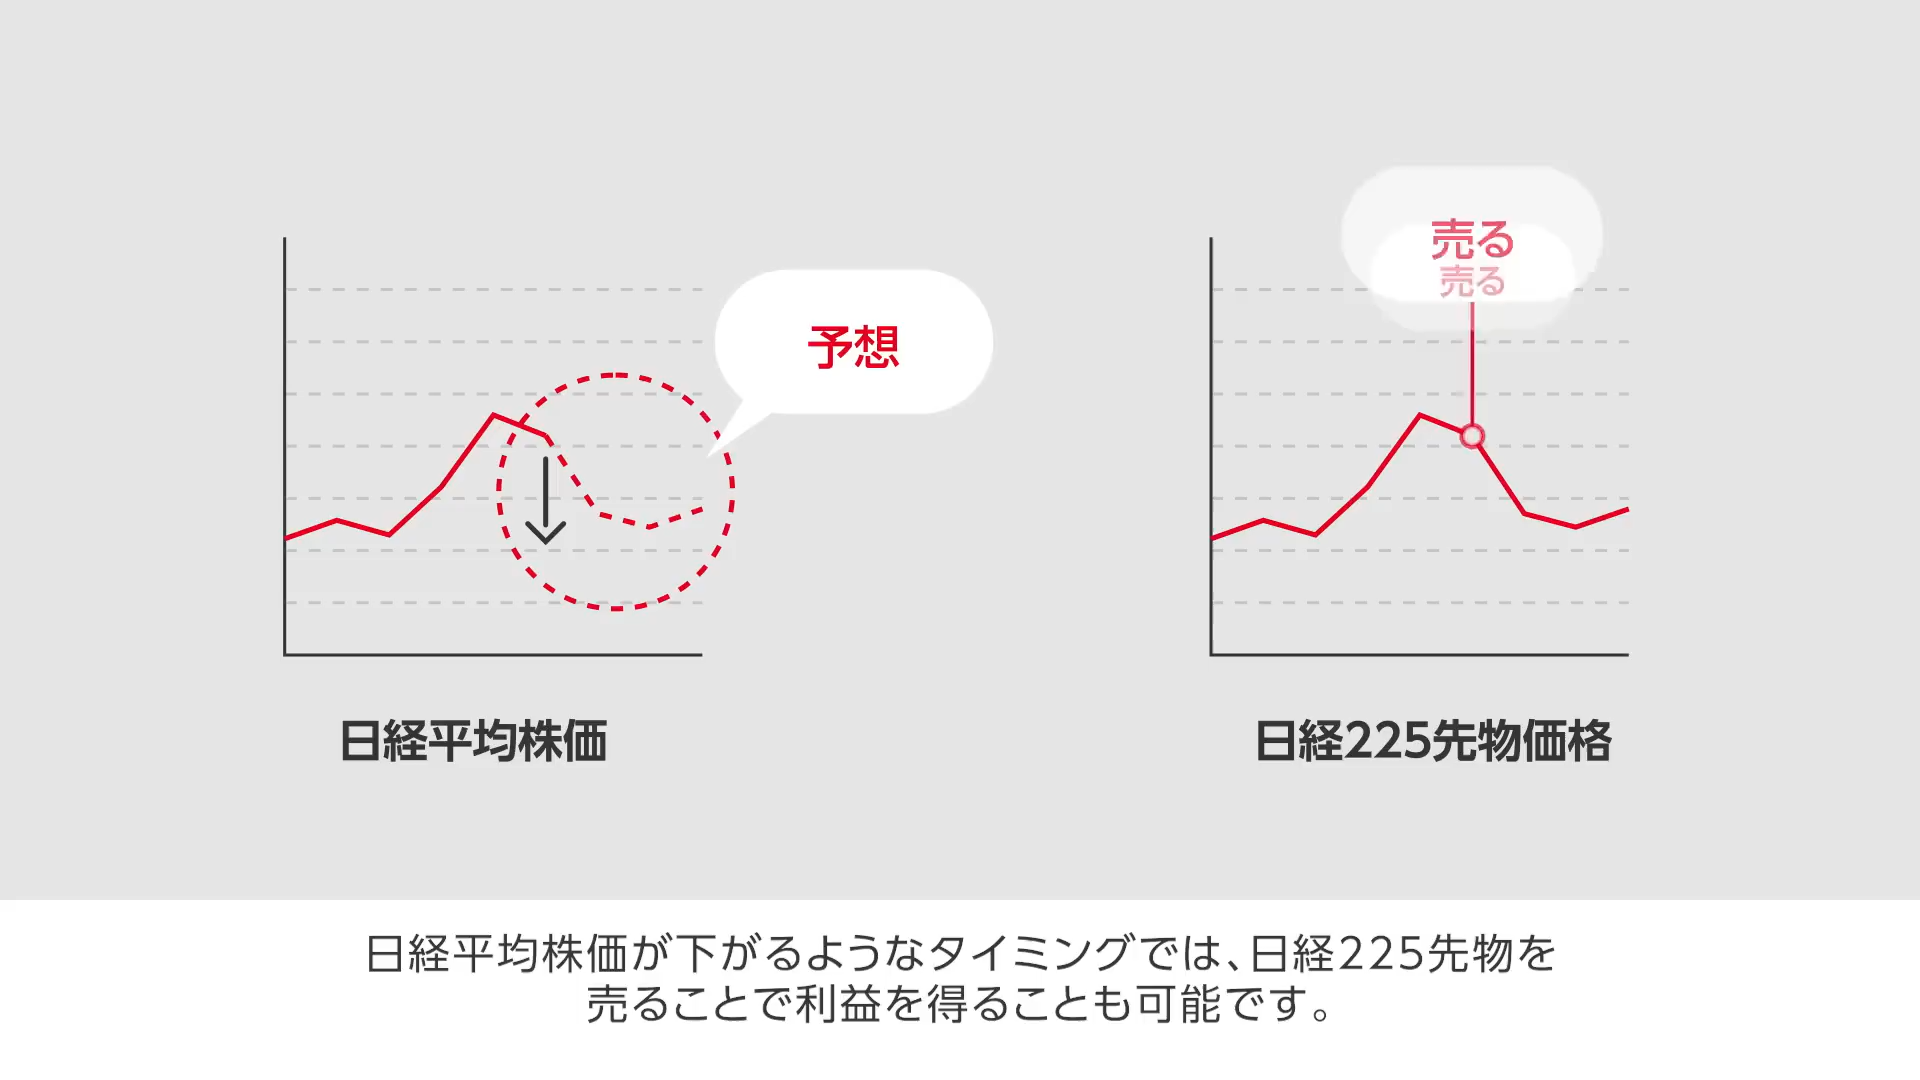 売る
売る
予想
日経平均株価
日経225先物価格
日経平均株価が下がるようなタイミングでは、日経225先物を
売ることで利益を得ることも可能です。